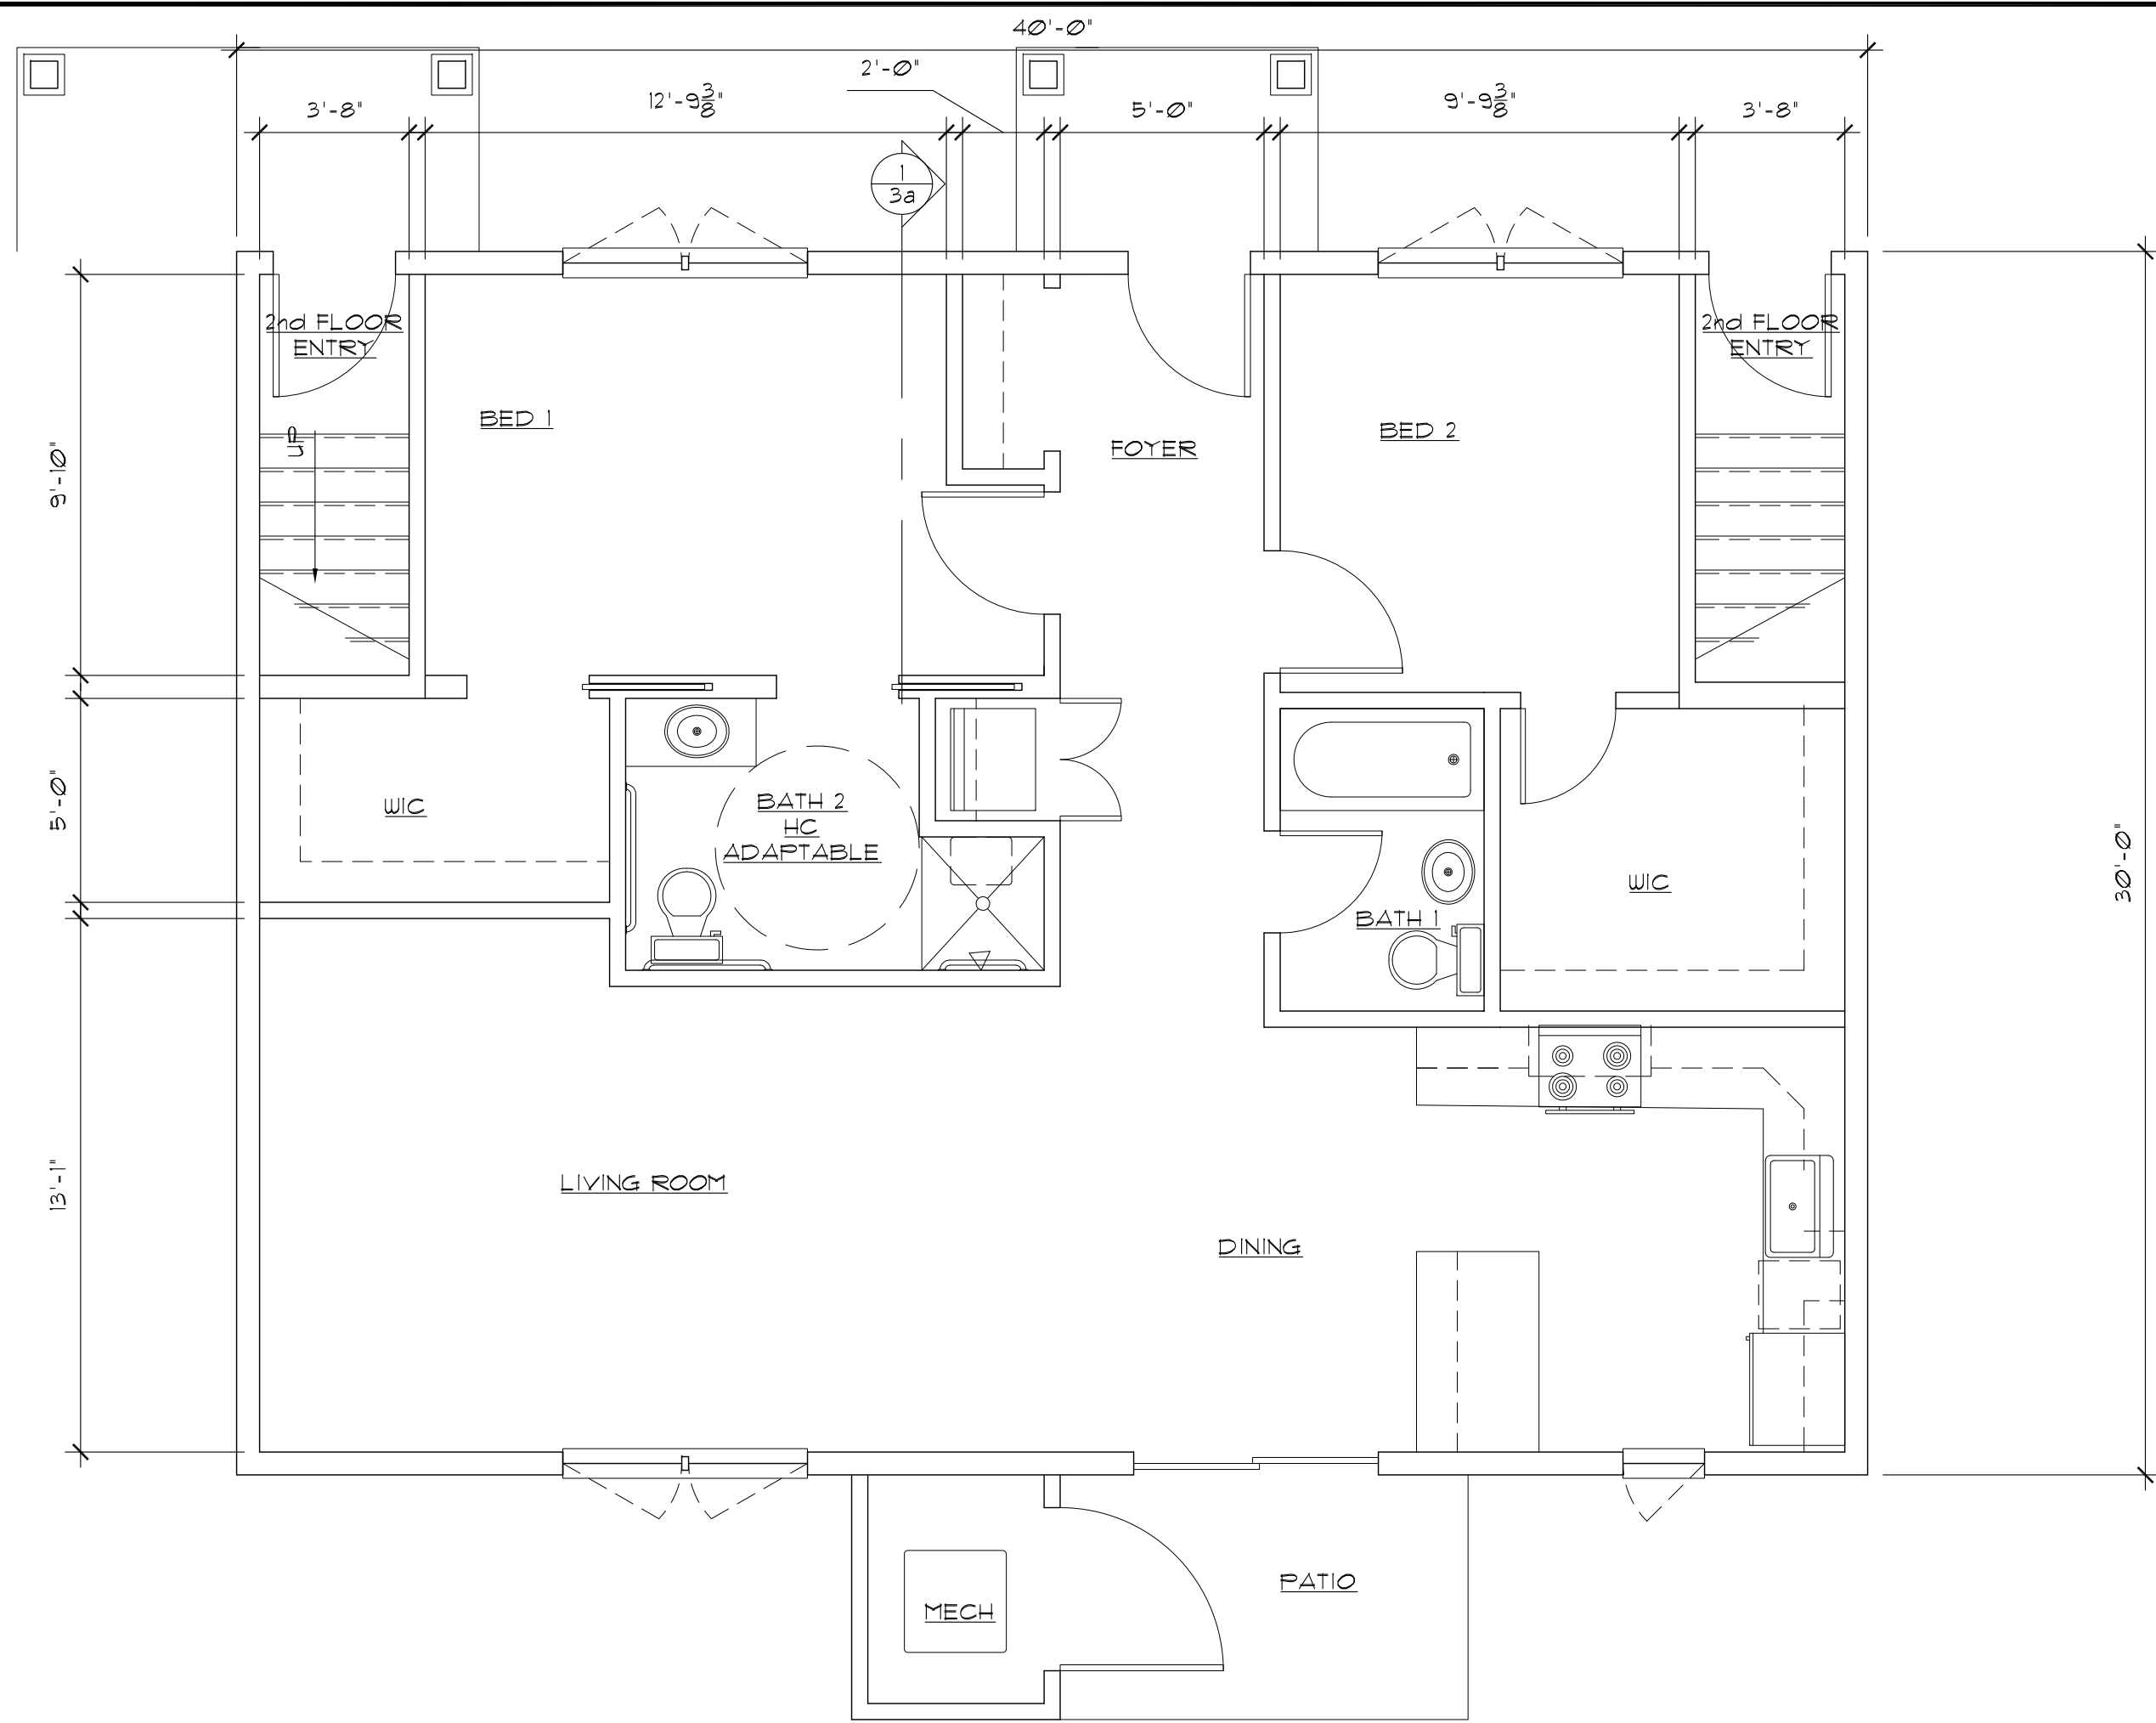 40'-0"
2'-0"
3'-8"
12'-9 3/8"
5'-0"
9'-9 3/8"
3'-8"
1
3a
2nd FLOOR
ENTRY
2nd FLOOR
ENTRY
UP
BED 1
BED 2
FOYER
9'-10"
5'-0"
WIC
BATH 2
HC
ADAPTABLE
WIC
BATH 1
30'-0"
13'-1"
LIVING ROOM
DINING
PATIO
MECH